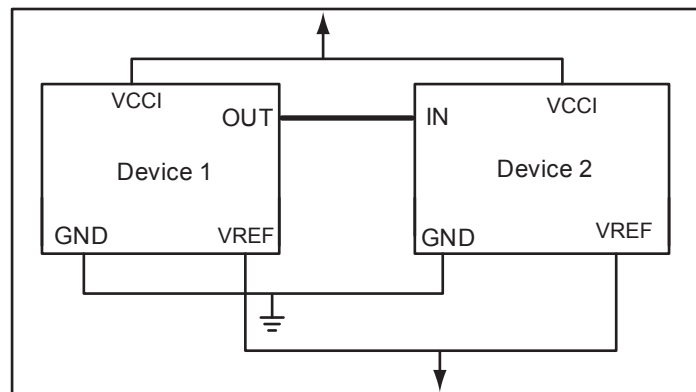 VCCI
VCCI
OUT
IN
Device 1
Device 2
GND
VREF
GND
VREF